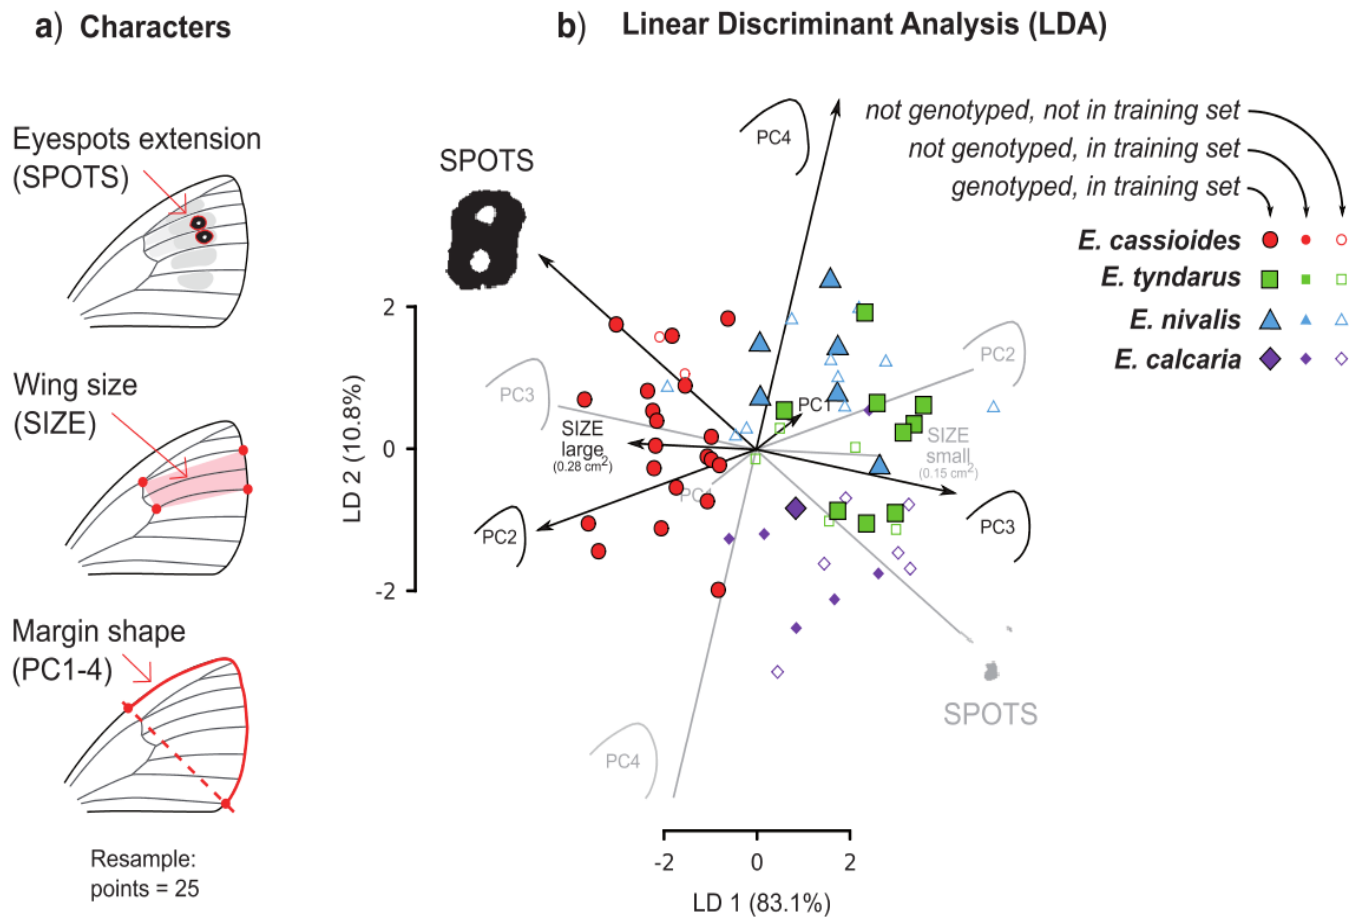 a) Characters
Eyespots extension
(SPOTS)
Wing size
(SIZE)
Margin shape
(PC1-4)
Resample:
points = 25
b) Linear Discriminant Analysis (LDA)
not genotyped, not in training set
not genotyped, in training set
genotyped, in training set
E. cassioides
E. tyndarus
E. nivalis
E. calcaria
SPOTS
PC4
PC3
PC2
PC1
SIZE
large
(0.28 cm²)
SIZE
small
(0.15 cm²)
PC1
PC2
PC3
SPOTS
PC4
2
0
-2
LD 2 (10.8%)
-2 0 2
LD 1 (83.1%)